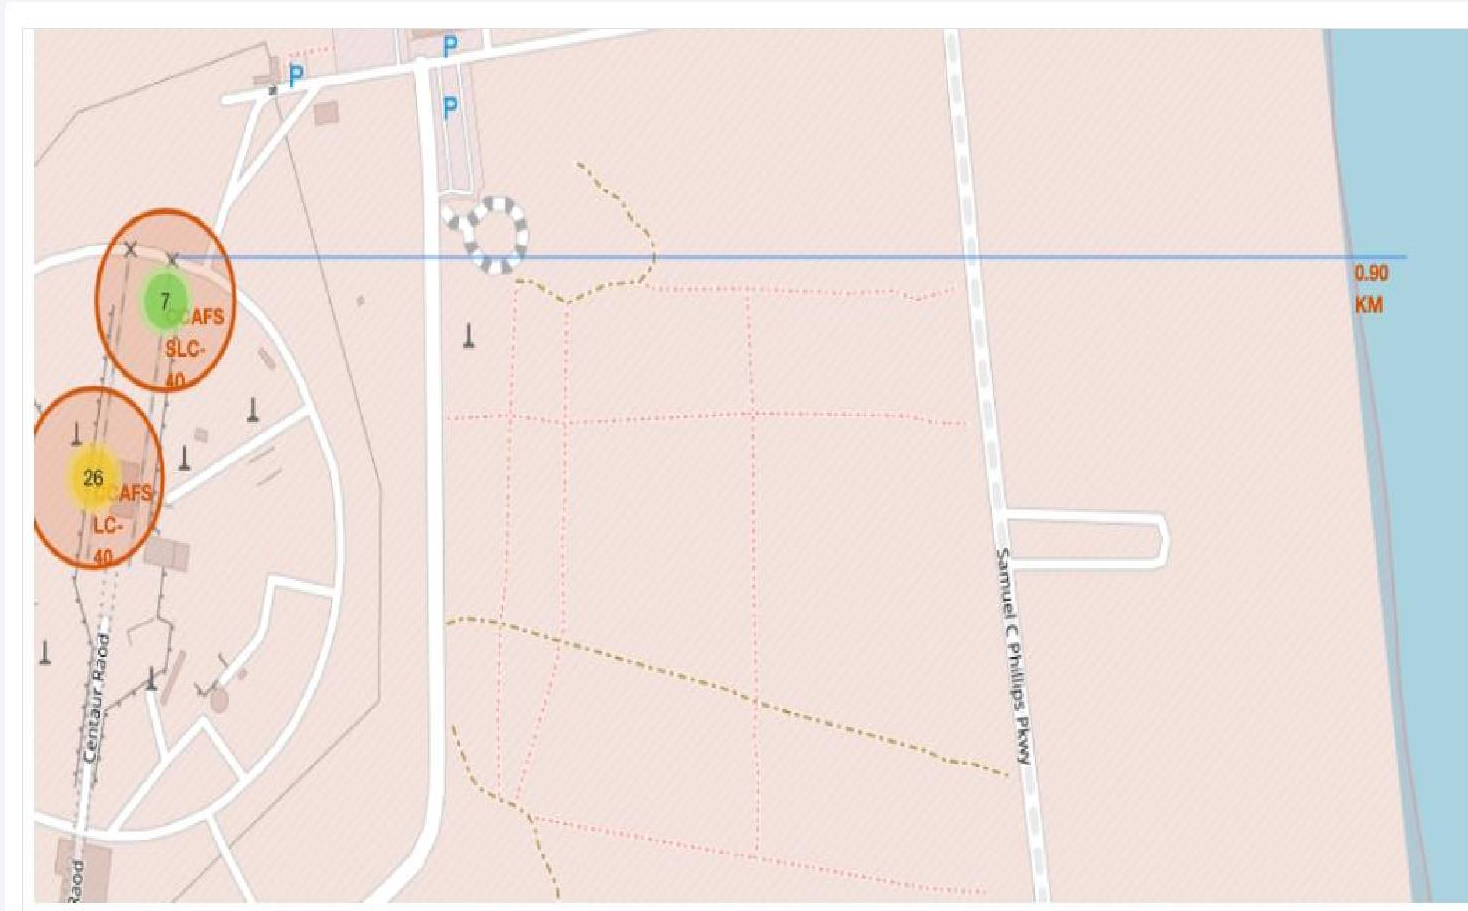 P
P
P
0.90
KM
7
CCAFS
SLC-
40
26
CCAFS
LC-
40
Samuel C Phillips Pkwy
Centaur Raod
Raod